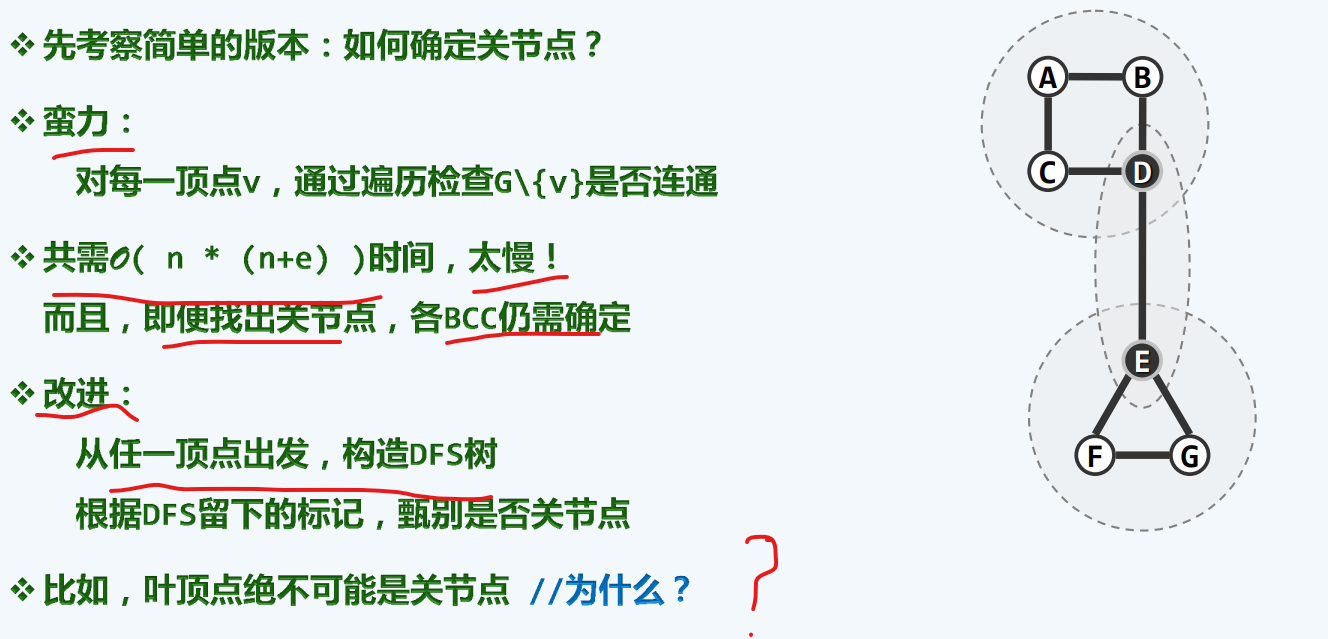 ❖ 先考察简单的版本：如何确定关节点？
❖ 蛮力：
对每一顶点v，通过遍历检查G\{v}是否连通
❖ 共需𝒪( n * (n+e) )时间，太慢！
而且，即便找出关节点，各BCC仍需确定
❖ 改进：
从任一顶点出发，构造DFS树
根据DFS留下的标记，甄别是否关节点
❖ 比如，叶顶点绝不可能是关节点 //为什么？
?
A B
C D
E
F G